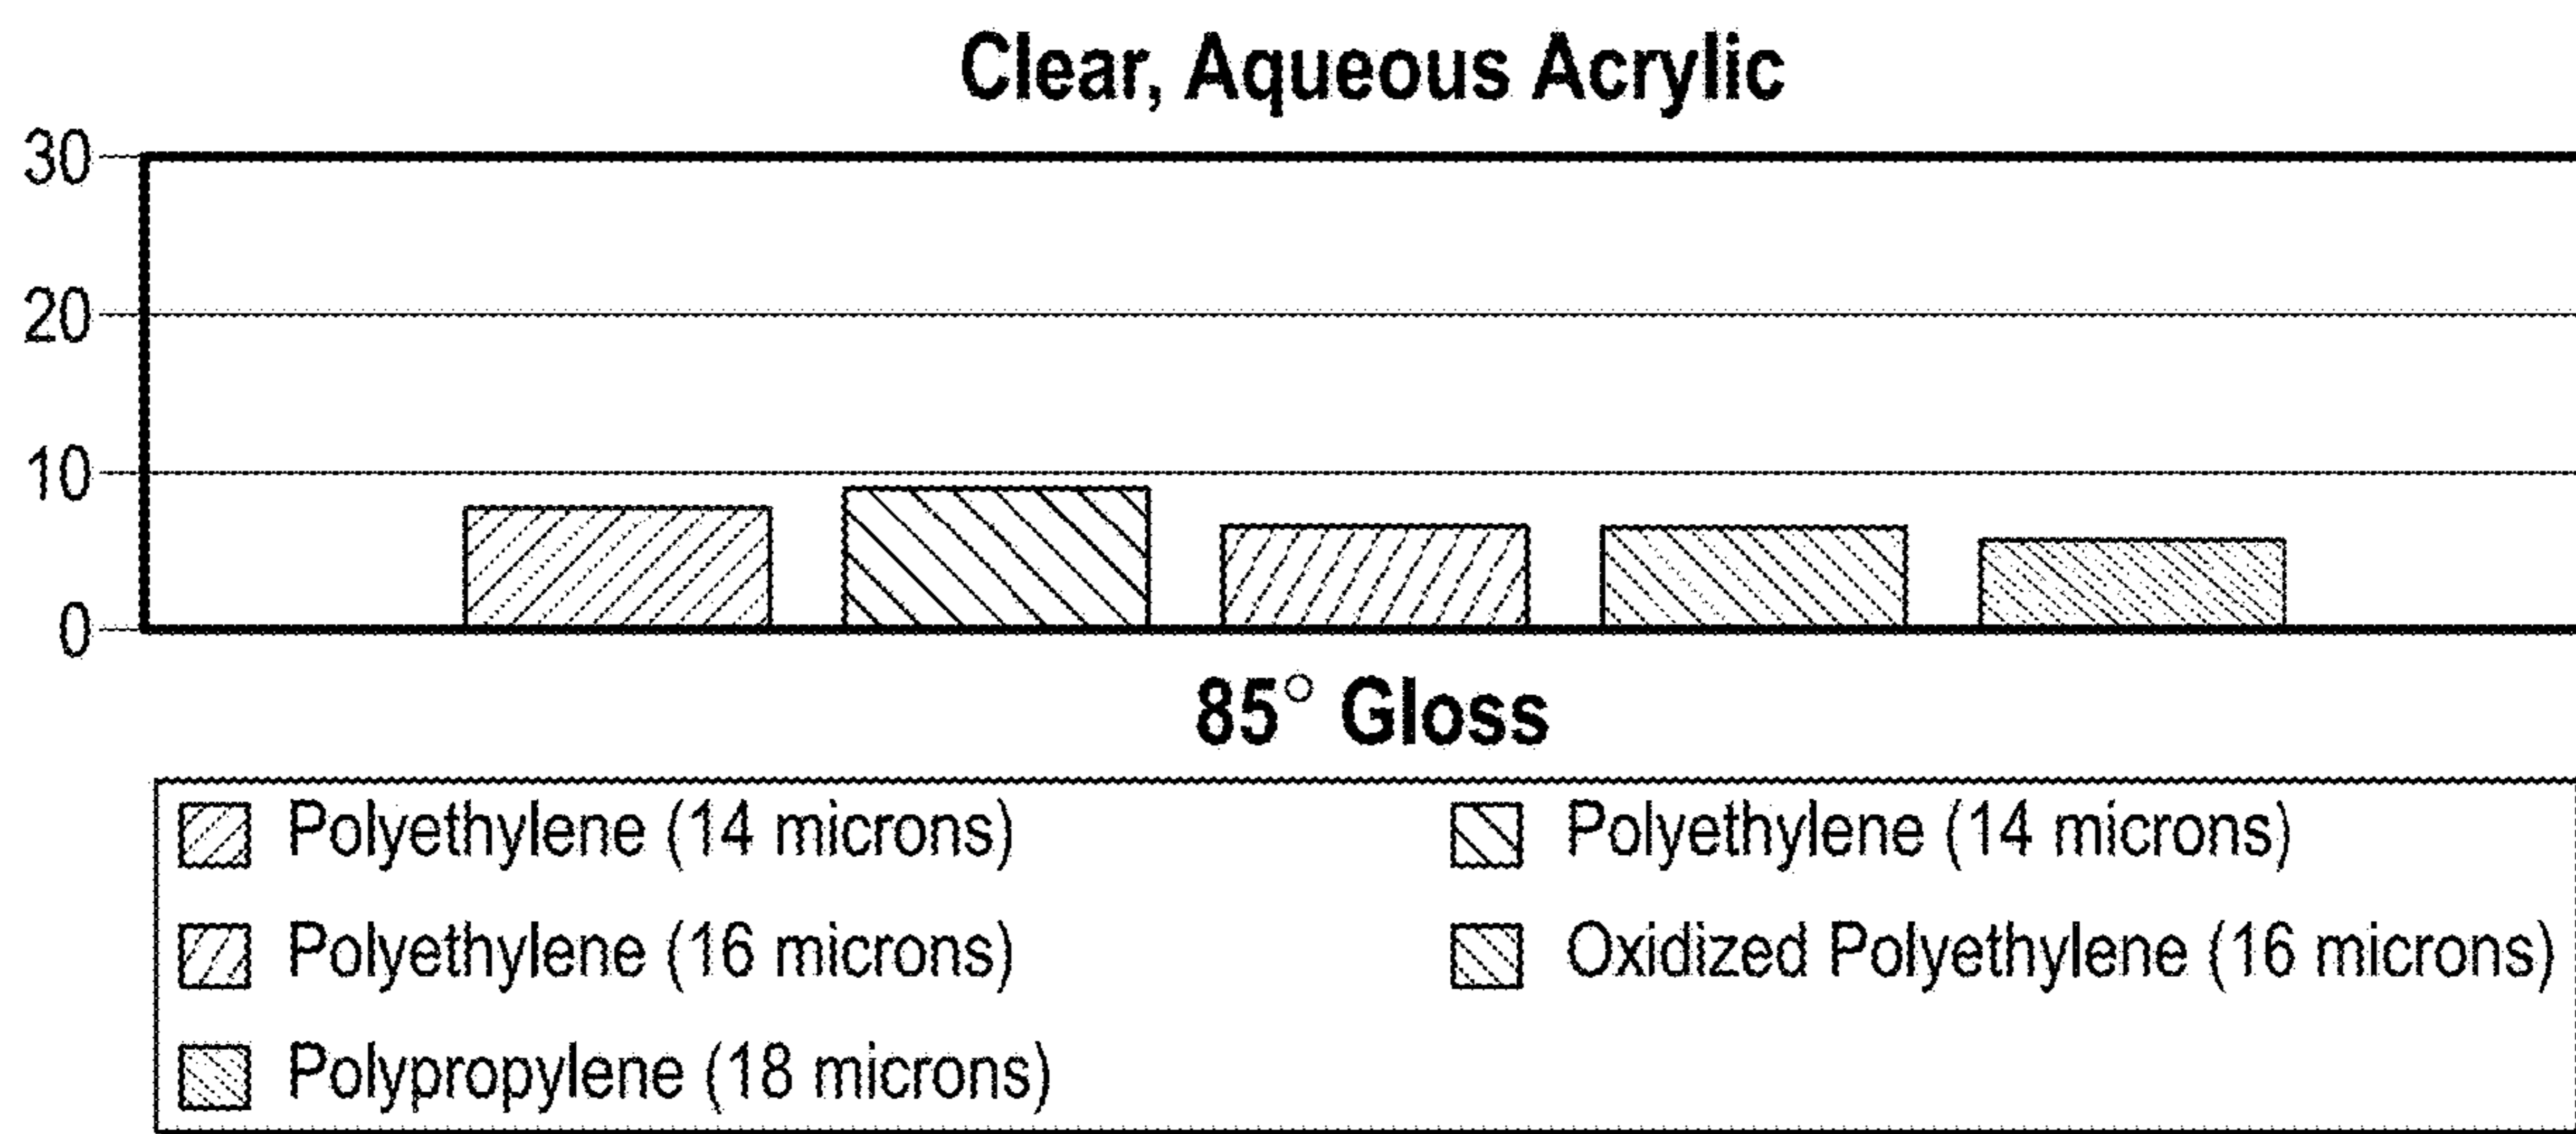 Clear, Aqueous Acrylic
30
20
10
0
85° Gloss
Polyethylene (14 microns)
Polyethylene (14 microns)
Polyethylene (16 microns)
Oxidized Polyethylene (16 microns)
Polypropylene (18 microns)